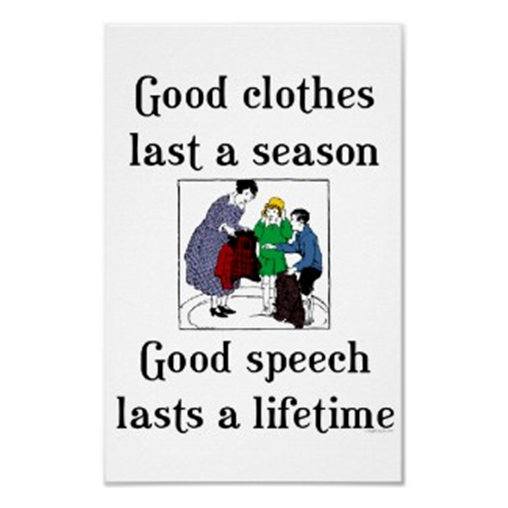 Good clothes
last a season
Good speech
lasts a lifetime